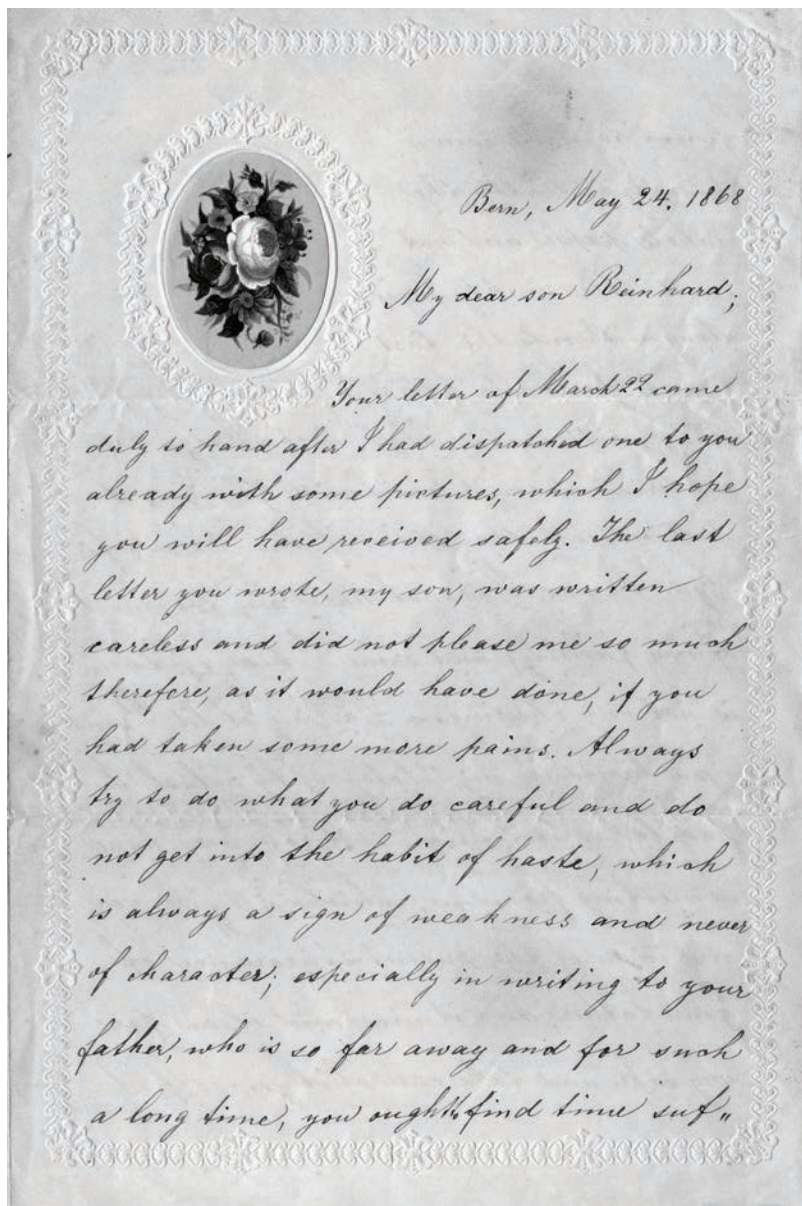 Bern, May 24. 1868
My dear son Reinhard;
Your letter of March 22 came
duly to hand after I had dispatched one to you
already with some pictures, which I hope
you will have received safely. The last
letter you wrote, my son, was written
careless and did not please me so much
therefore, as it would have done, if you
had taken some more pains. Always
try to do what you do careful and do
not get into the habit of haste, which
is always a sign of weakness and never
of character; especially in writing to your
father, who is so far away and for such
a long time, you ought to find time suf„